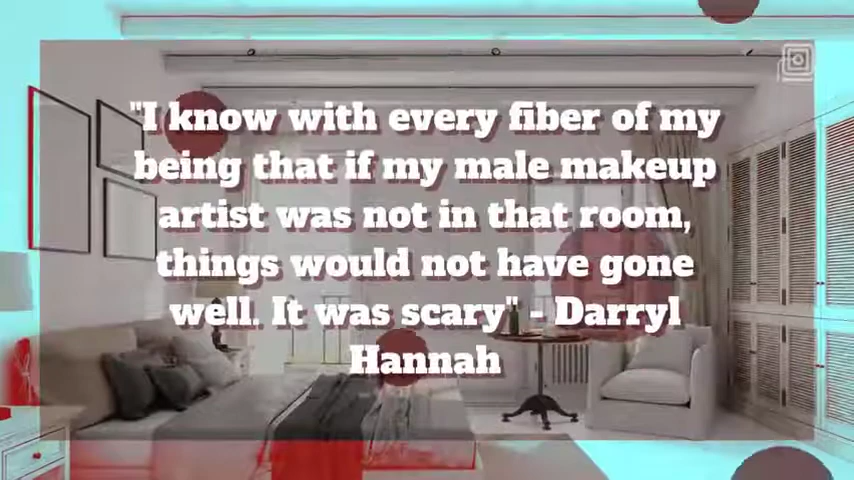 "I know with every fiber of my
being that if my male makeup
artist was not in that room,
things would not have gone
well. It was scary" - Darryl
Hannah